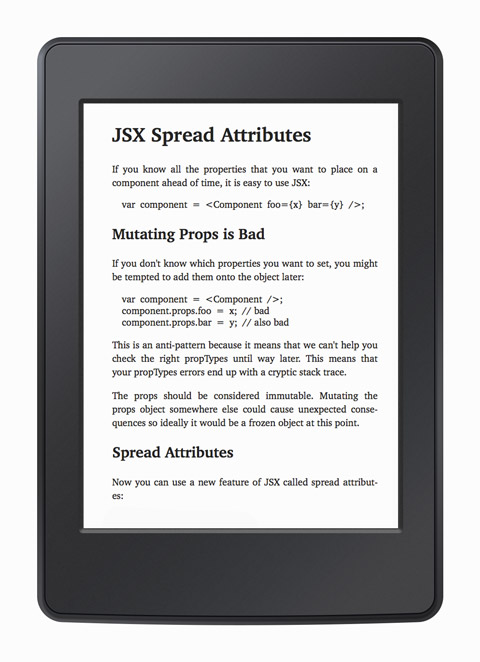 JSX Spread Attributes
If you know all the properties that you want to place on a
component ahead of time, it is easy to use JSX:
var component = <Component foo={x} bar={y} />;
Mutating Props is Bad
If you don't know which properties you want to set, you might
be tempted to add them onto the object later:
var component = <Component />;
component.props.foo = x; // bad
component.props.bar = y; // also bad
This is an anti-pattern because it means that we can't help you
check the right propTypes until way later. This means that
your propTypes errors end up with a cryptic stack trace.
The props should be considered immutable. Mutating the
props object somewhere else could cause unexpected conse-
quences so ideally it would be a frozen object at this point.
Spread Attributes
Now you can use a new feature of JSX called spread attribut-
es: